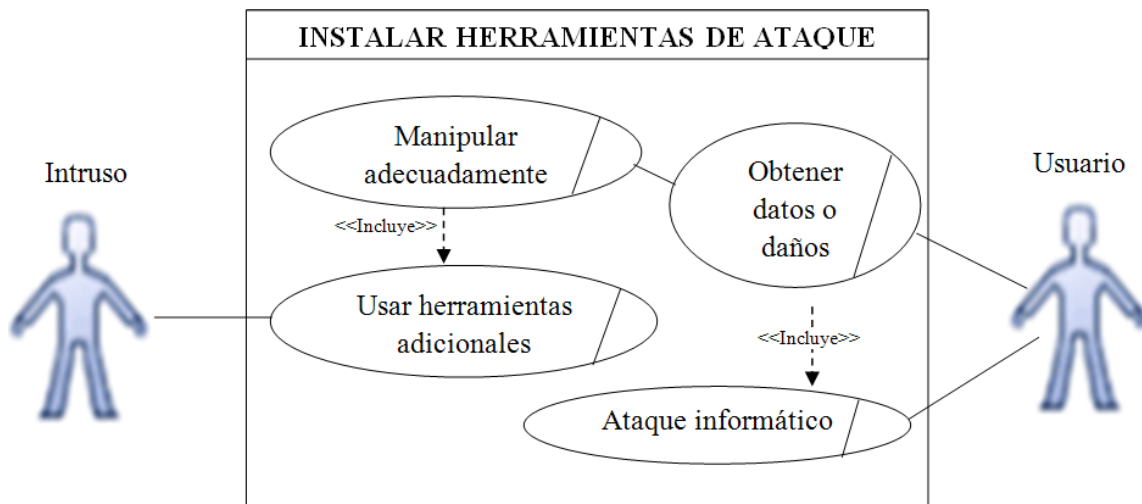 INSTALAR HERRAMIENTAS DE ATAQUE
Intruso
Manipular
adecuadamente
<<Incluye>>
Usar herramientas
adicionales
Obtener
datos o
daños
<<Incluye>>
Ataque informático
Usuario